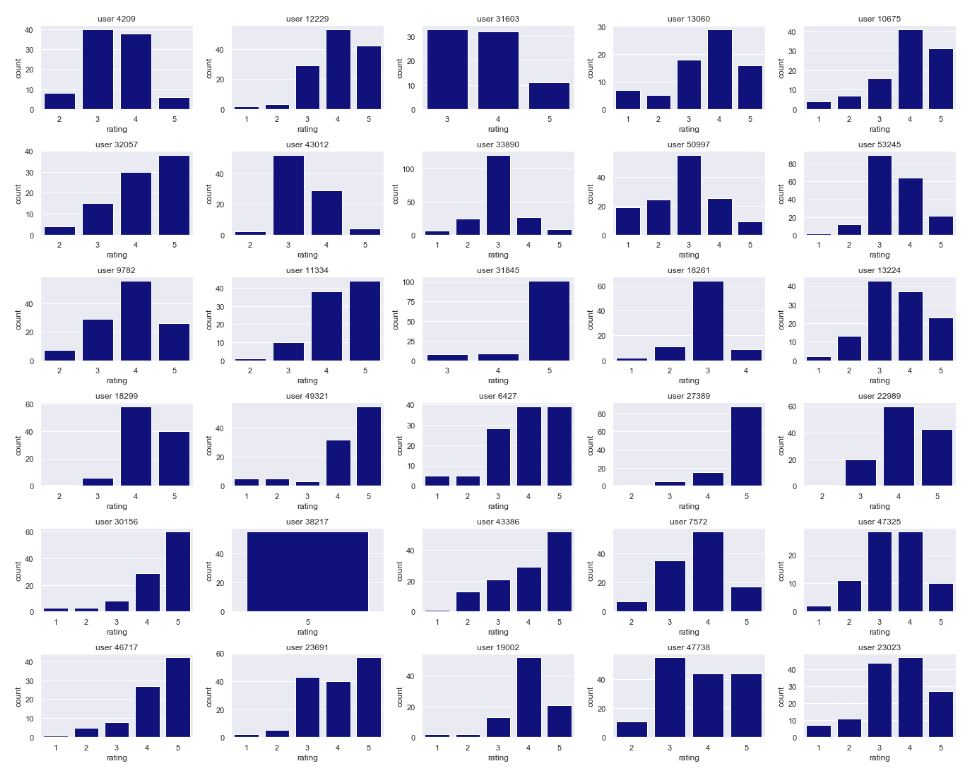 user 4209
user 12229
user 31603
user 13060
user 10675
count
40
30
20
10
0
2 3 4 5
rating
count
40
20
0
1 2 3 4 5
rating
count
30
20
10
0
3 4 5
rating
count
30
20
10
0
1 2 3 4 5
rating
count
40
30
20
10
0
1 2 3 4 5
rating
user 32057
user 43012
user 33890
user 50997
user 53245
count
40
30
20
10
0
2 3 4 5
rating
count
40
20
0
2 3 4 5
rating
count
120
80
40
0
1 2 3 4 5
rating
count
40
20
0
1 2 3 4 5
rating
count
80
60
40
20
0
1 2 3 4 5
rating
user 9782
user 11334
user 31845
user 18261
user 13224
count
40
20
0
2 3 4 5
rating
count
40
30
20
10
0
1 3 4 5
rating
count
100
75
50
25
0
3 4 5
rating
count
60
40
20
0
1 2 3 4
rating
count
40
30
20
10
0
1 2 3 4 5
rating
user 18299
user 49321
user 6427
user 27389
user 22989
count
60
40
20
0
2 3 4 5
rating
count
40
20
0
1 2 3 4 5
rating
count
40
30
20
10
0
1 2 3 4 5
rating
count
80
60
40
20
0
2 3 4 5
rating
count
60
40
20
0
2 3 4 5
rating
user 30156
user 38217
user 43386
user 7572
user 47325
count
60
40
20
0
1 2 3 4 5
rating
count
40
20
0
5
rating
count
40
20
0
1 2 3 4 5
rating
count
40
20
0
2 3 4 5
rating
count
20
10
0
1 2 3 4 5
rating
user 46717
user 23691
user 19002
user 47738
user 23023
count
40
30
20
10
0
1 2 3 4 5
rating
count
60
40
20
0
1 2 3 4 5
rating
count
40
20
0
1 2 3 4 5
rating
count
40
20
0
2 3 4 5
rating
count
40
30
20
10
0
1 2 3 4 5
rating